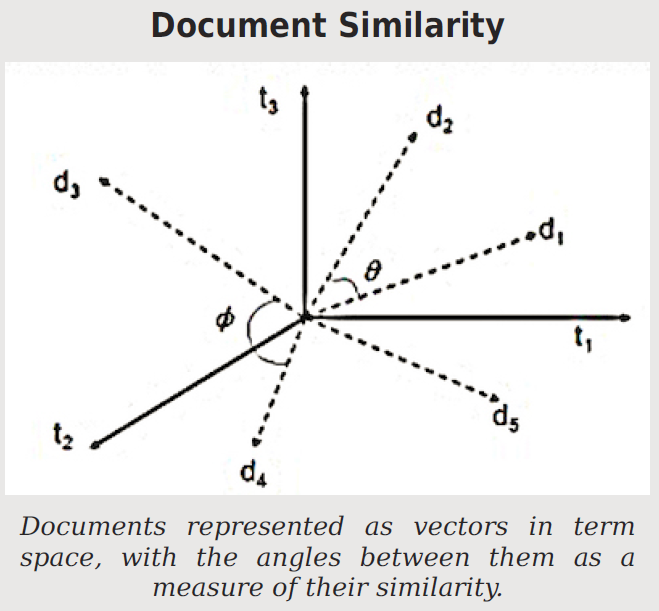 Document Similarity
t₃
d₂
d₃
d₁
θ
ϕ
t₁
t₂
d₅
d₄
Documents represented as vectors in term
space, with the angles between them as a
measure of their similarity.